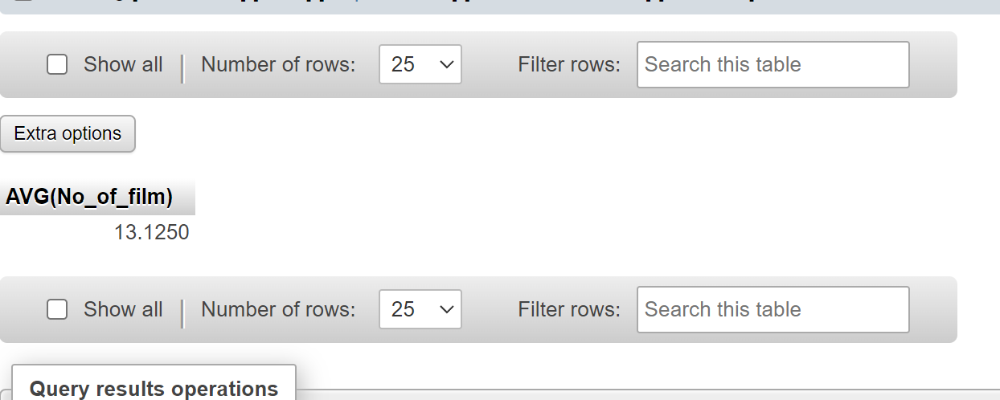 Show all | Number of rows: 25 Filter rows: Search this table
Extra options
AVG(No_of_film)
13.1250
Show all | Number of rows: 25 Filter rows: Search this table
Query results operations